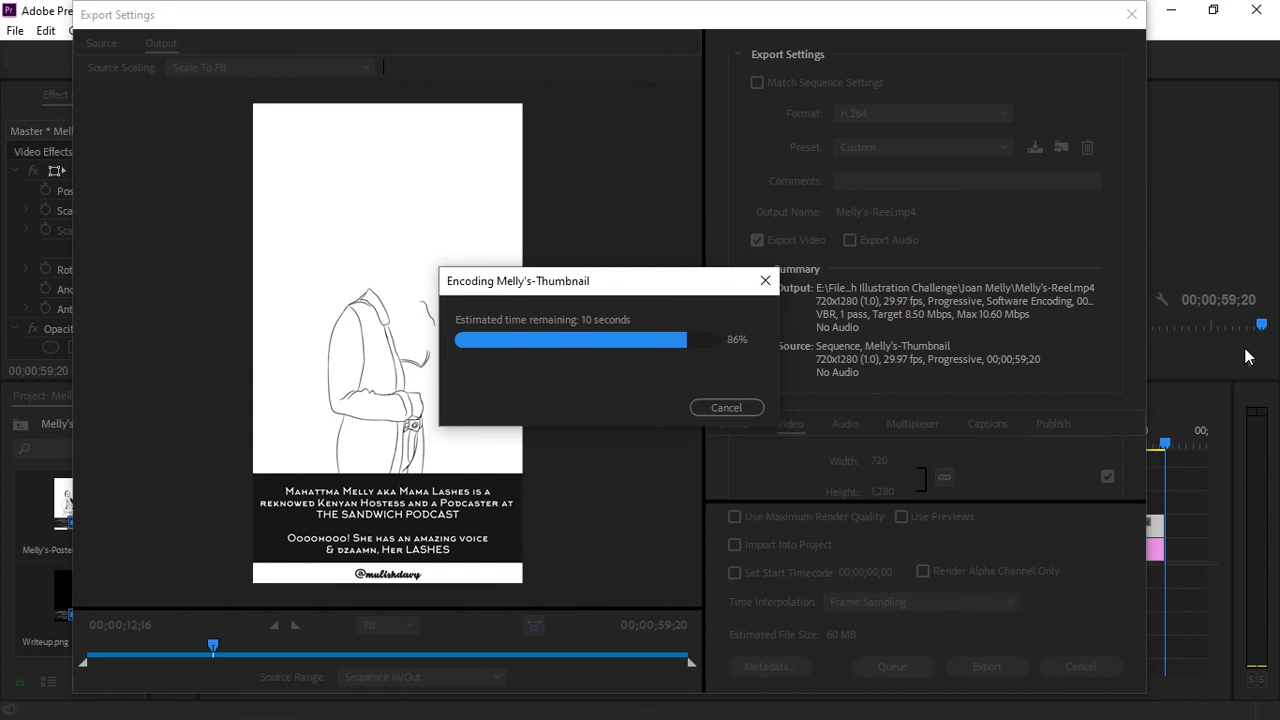 Adobe Pre
Export Settings
File
Edit
Source
Output
Source Scaling:
Scale To Fit
Export Settings
Match Sequence Settings
Format:
H.264
Preset:
Custom
Comments:
Output Name:
Melly's-Reel.mp4
Export Video
Export Audio
Summary
Output:
E:\File...h Illustration Challenge\Joan Melly\Melly's-Reel.mp4
720x1280 (1.0), 29.97 fps, Progressive, Software Encoding, 00...
VBR, 1 pass, Target 8.50 Mbps, Max 10.60 Mbps
No Audio
Source:
Sequence, Melly's-Thumbnail
720x1280 (1.0), 29.97 fps, Progressive, 00;00;59;20
No Audio
Effect
Master * Mel
Video Effects
fx
Pos
Sca
Sca
Rot
Anc
Ant
fx
Opacity
00;00;59;20
Project: Mell
Melly's
Melly's-Poste
Writeup.png
Encoding Melly's-Thumbnail
Estimated time remaining: 10 seconds
86%
Cancel
MAHATTMA MELLY AKA MAMA LASHES IS A
REKNOWED KENYAN HOSTESS AND A PODCASTER AT
THE SANDWICH PODCAST
OOOOHOOO! SHE HAS AN AMAZING VOICE
& DZAAMN, HER LASHES
@mulishdavy
00;00;12;16
Fit
00;00;59;20
Source Range:
Sequence In/Out
Video
Audio
Multiplexer
Captions
Publish
Width:
720
Height:
1,280
Use Maximum Render Quality
Use Previews
Import Into Project
Set Start Timecode
00;00;00;00
Render Alpha Channel Only
Time Interpolation:
Frame Sampling
Estimated File Size:
60 MB
Metadata...
Queue
Export
Cancel
00;00;59;20
00;
S
S